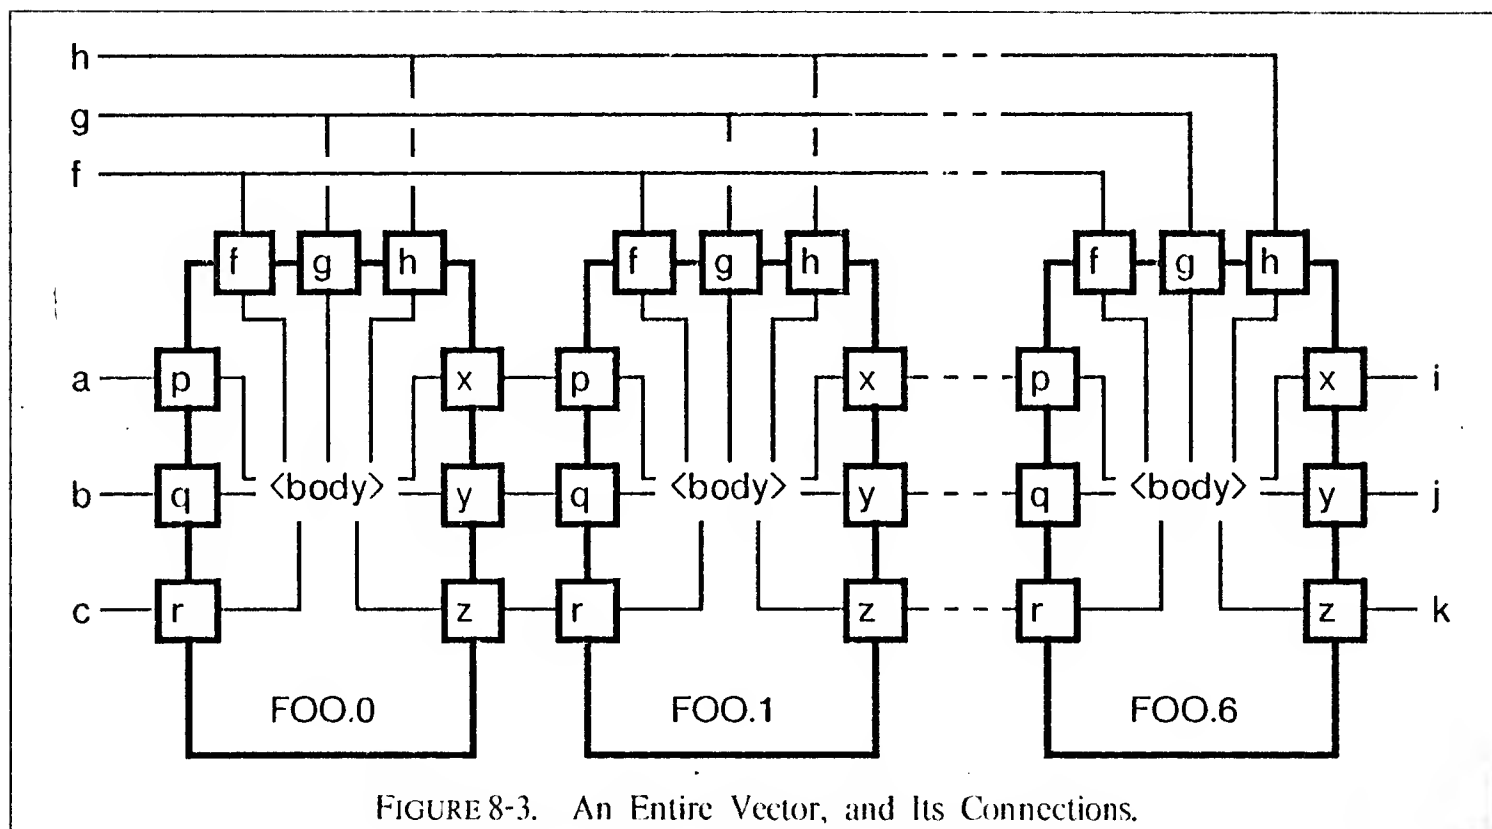 h
g
f
f g h f g h f g h
a p x p x p x i
b q <body> y q <body> y q <body> y j
c r z r z r z k
FOO.0 FOO.1 FOO.6
FIGURE 8-3. An Entire Vector, and Its Connections.